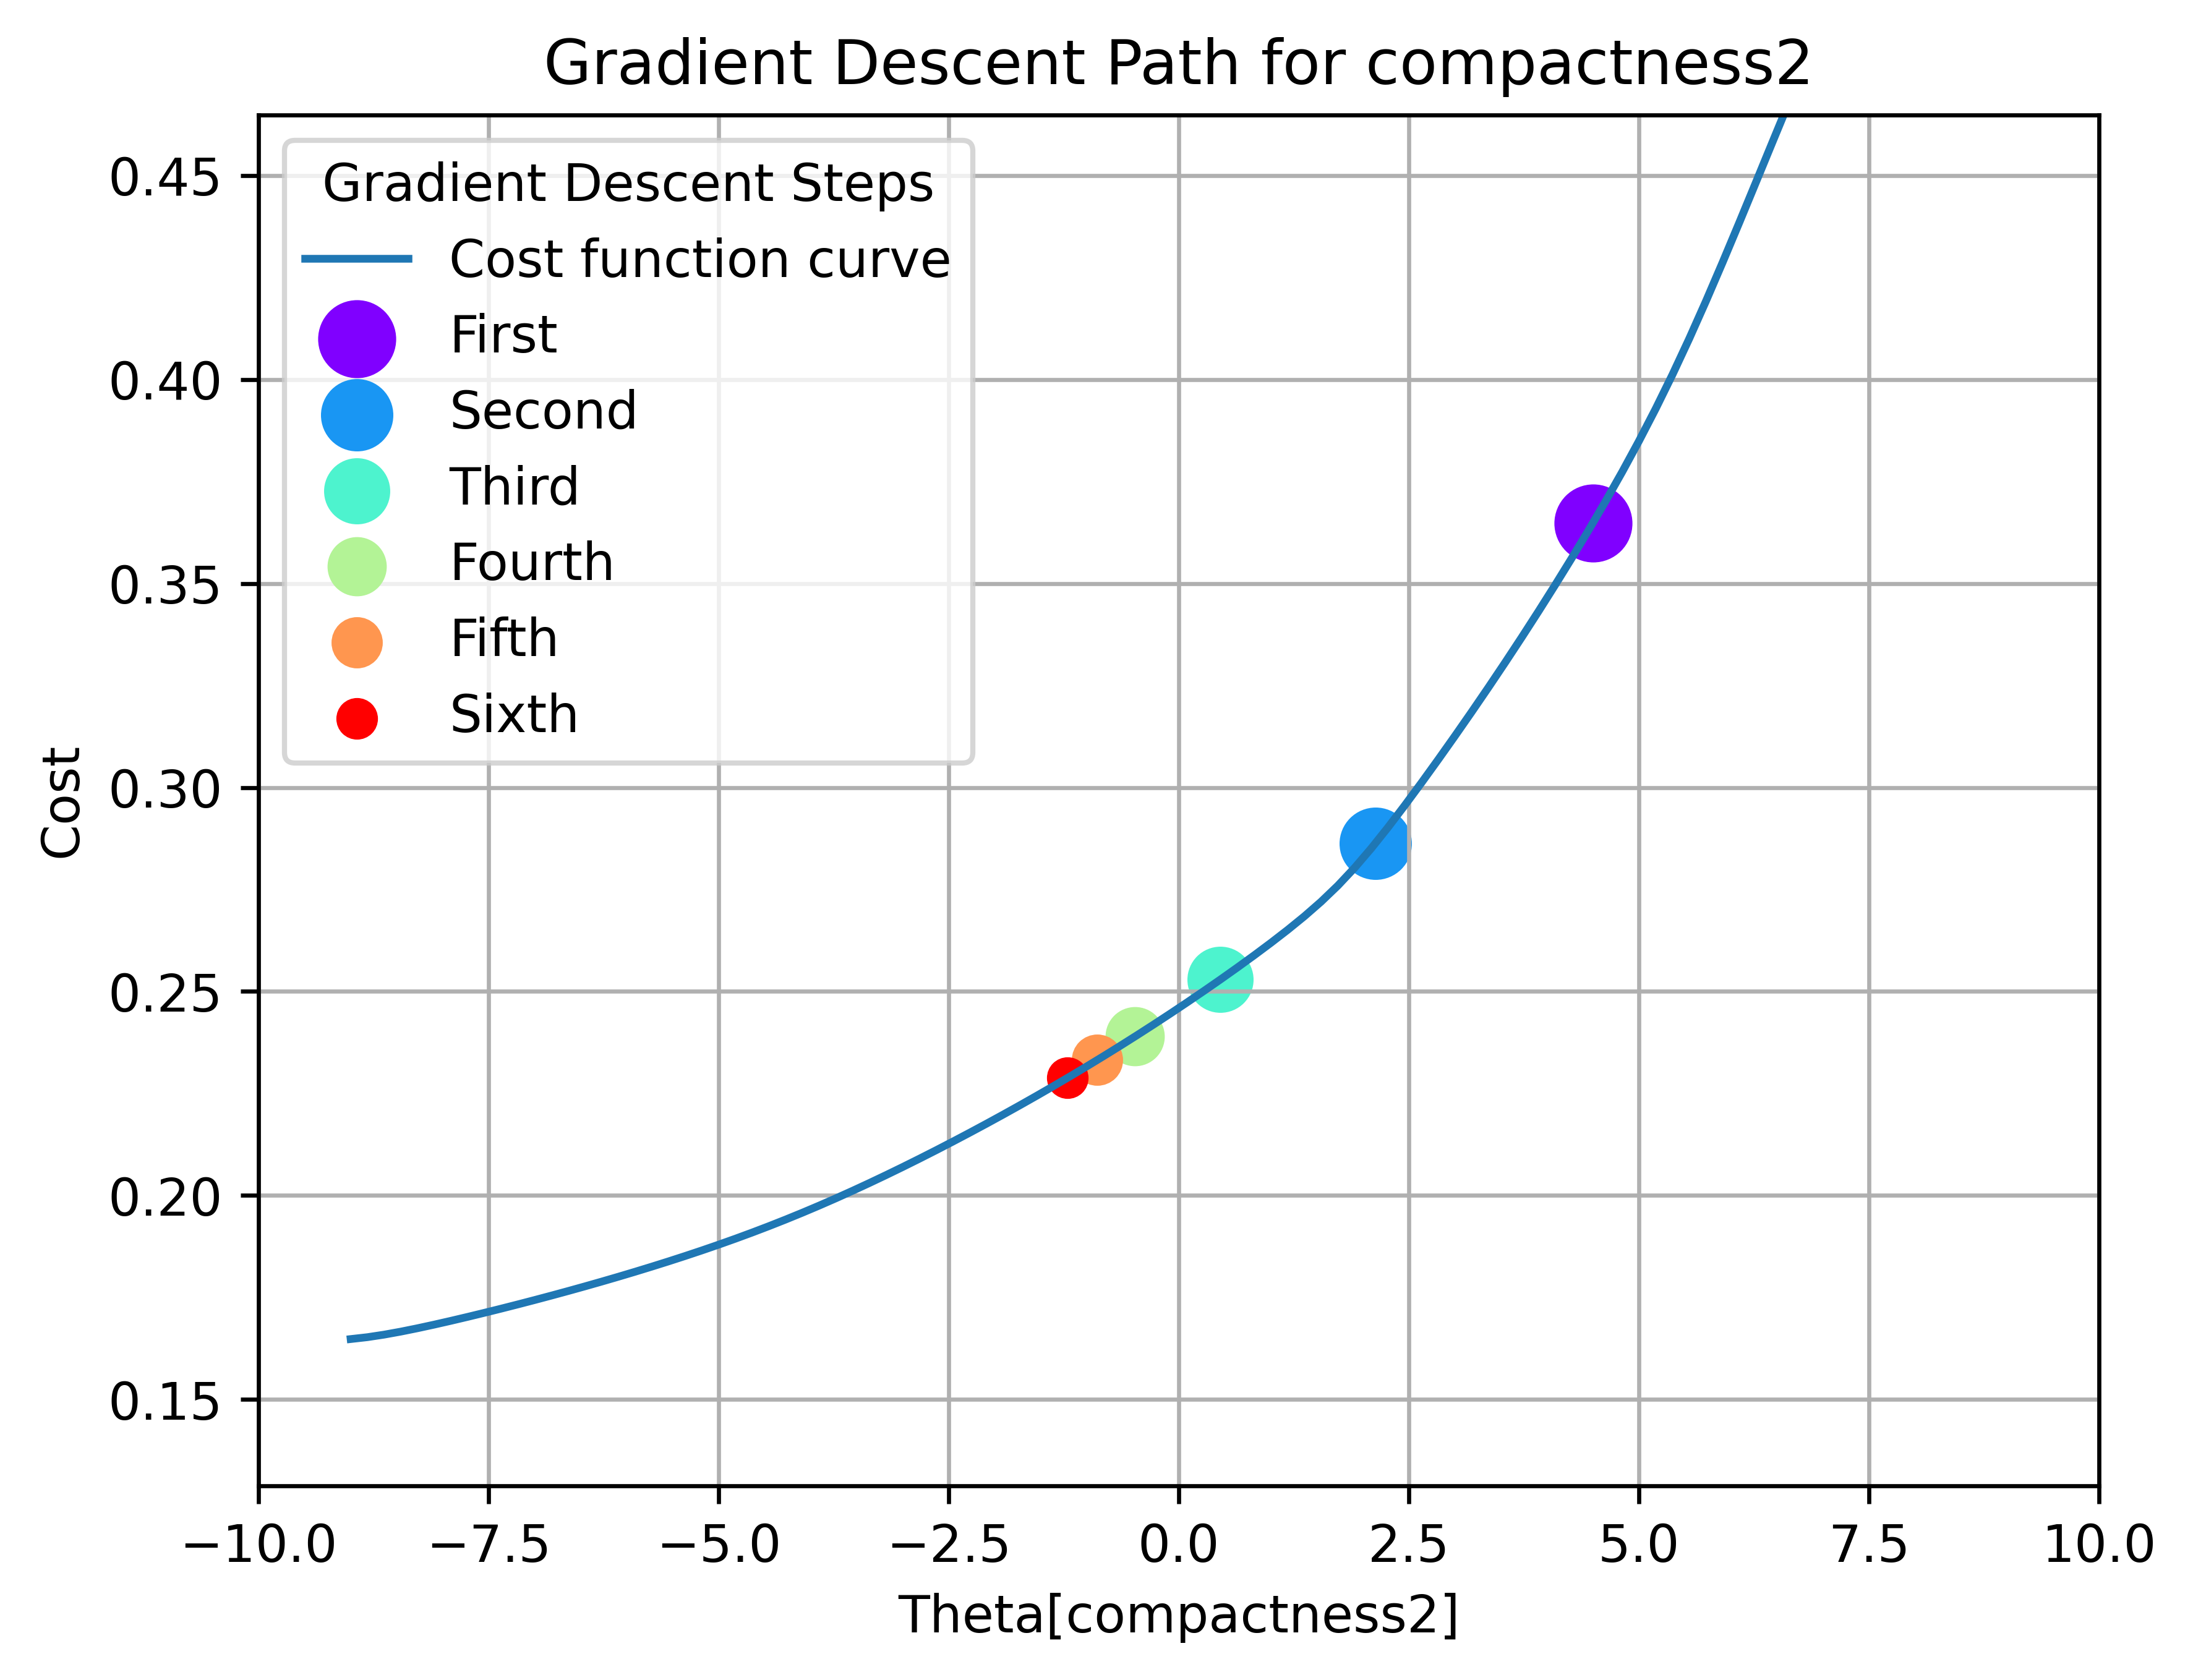 Gradient Descent Path for compactness2
Gradient Descent Steps
Cost function curve
First
Second
Third
Fourth
Fifth
Sixth
Cost
0.45
0.40
0.35
0.30
0.25
0.20
0.15
−10.0 −7.5 −5.0 −2.5 0.0 2.5 5.0 7.5 10.0
Theta[compactness2]